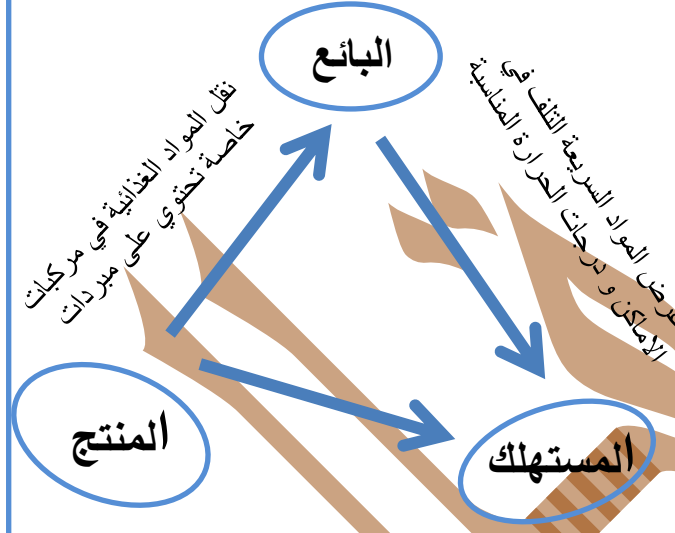 البائع
نقل المواد الغذائية في مركبات
خاصة تحتوي على مبردات
عرض المواد السريعة التلف في
الاماكن و درجات الحرارة المناسبة
المنتج
المستهلك